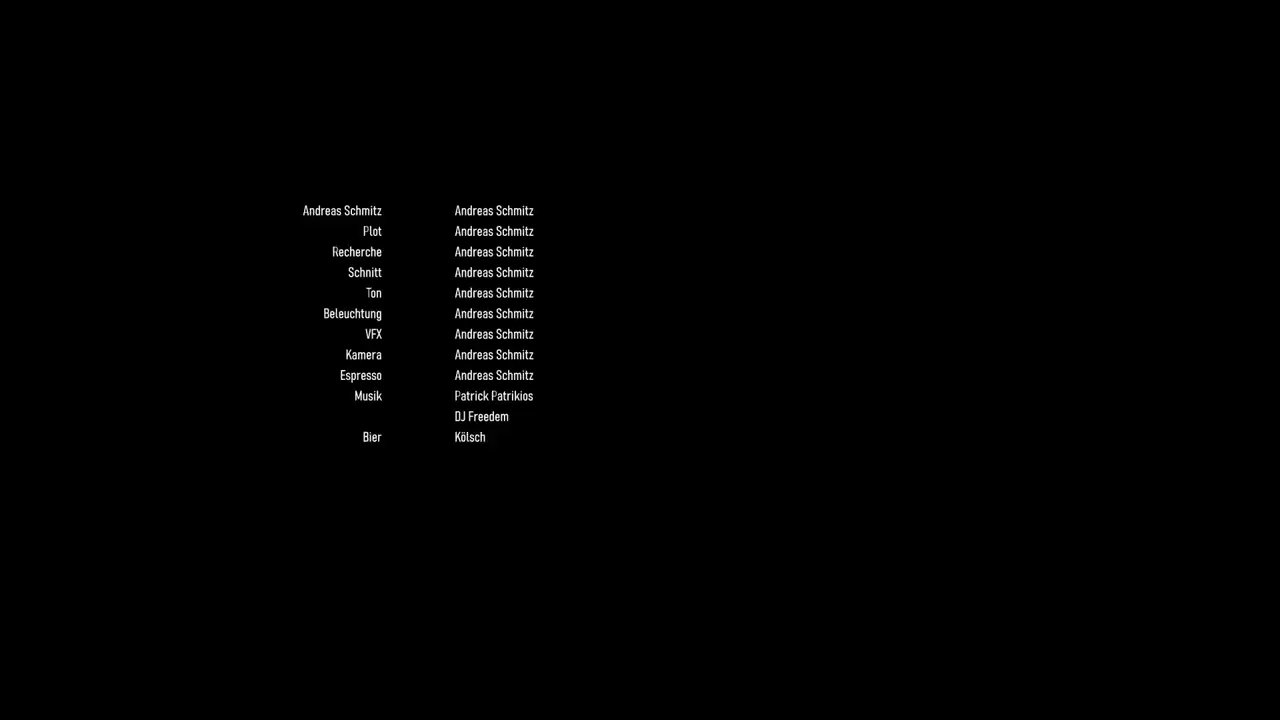 Andreas Schmitz Andreas Schmitz
Plot Andreas Schmitz
Recherche Andreas Schmitz
Schnitt Andreas Schmitz
Ton Andreas Schmitz
Beleuchtung Andreas Schmitz
VFX Andreas Schmitz
Kamera Andreas Schmitz
Espresso Andreas Schmitz
Musik Patrick Patrikios
DJ Freedem
Bier Kölsch